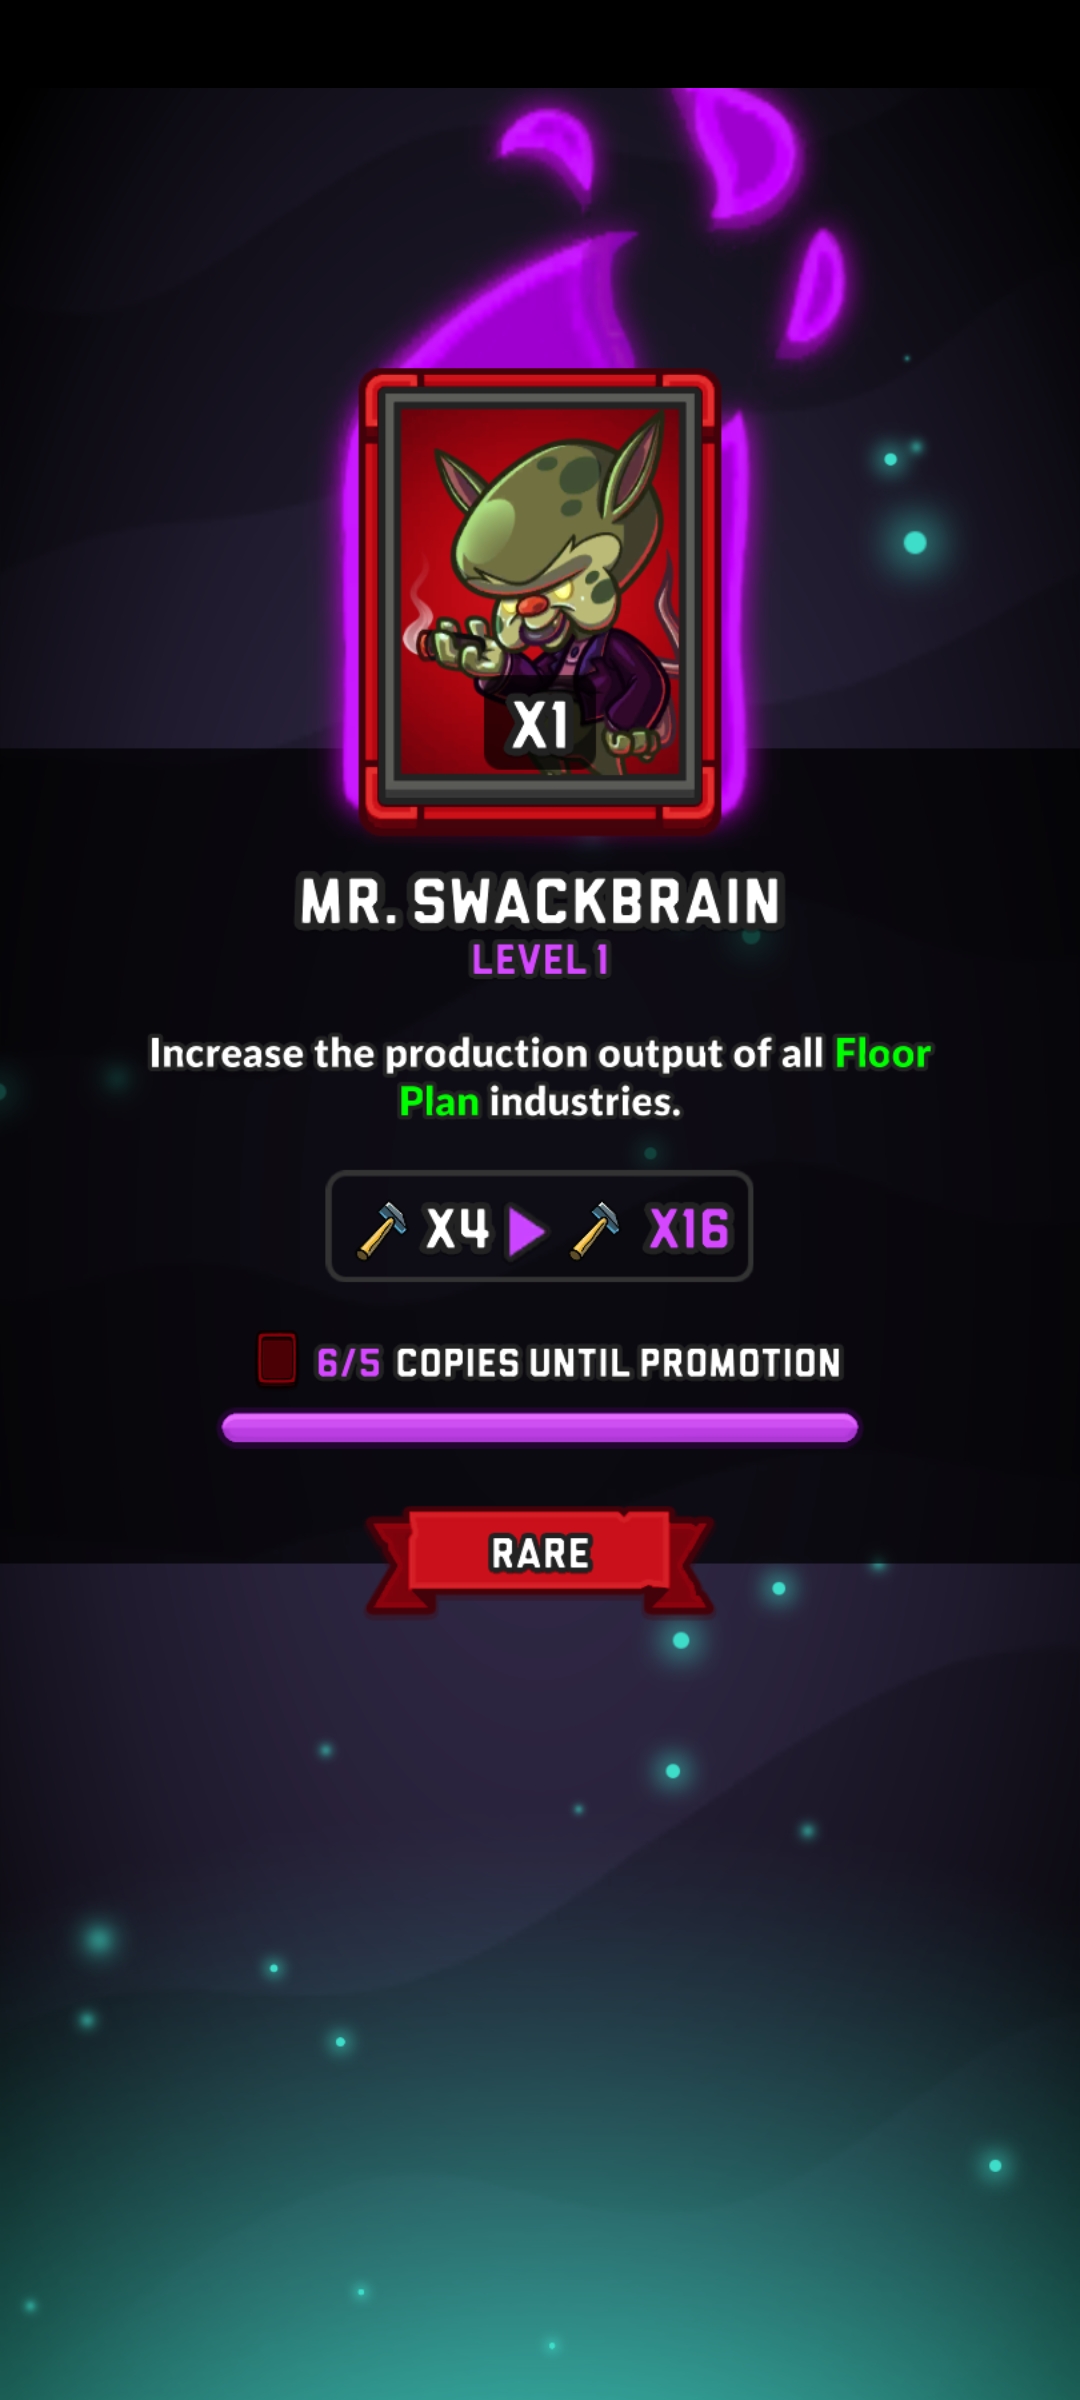 X1
MR. SWACKBRAIN
LEVEL 1
Increase the production output of all Floor
Plan industries.
X4 X16
6/5 COPIES UNTIL PROMOTION
RARE